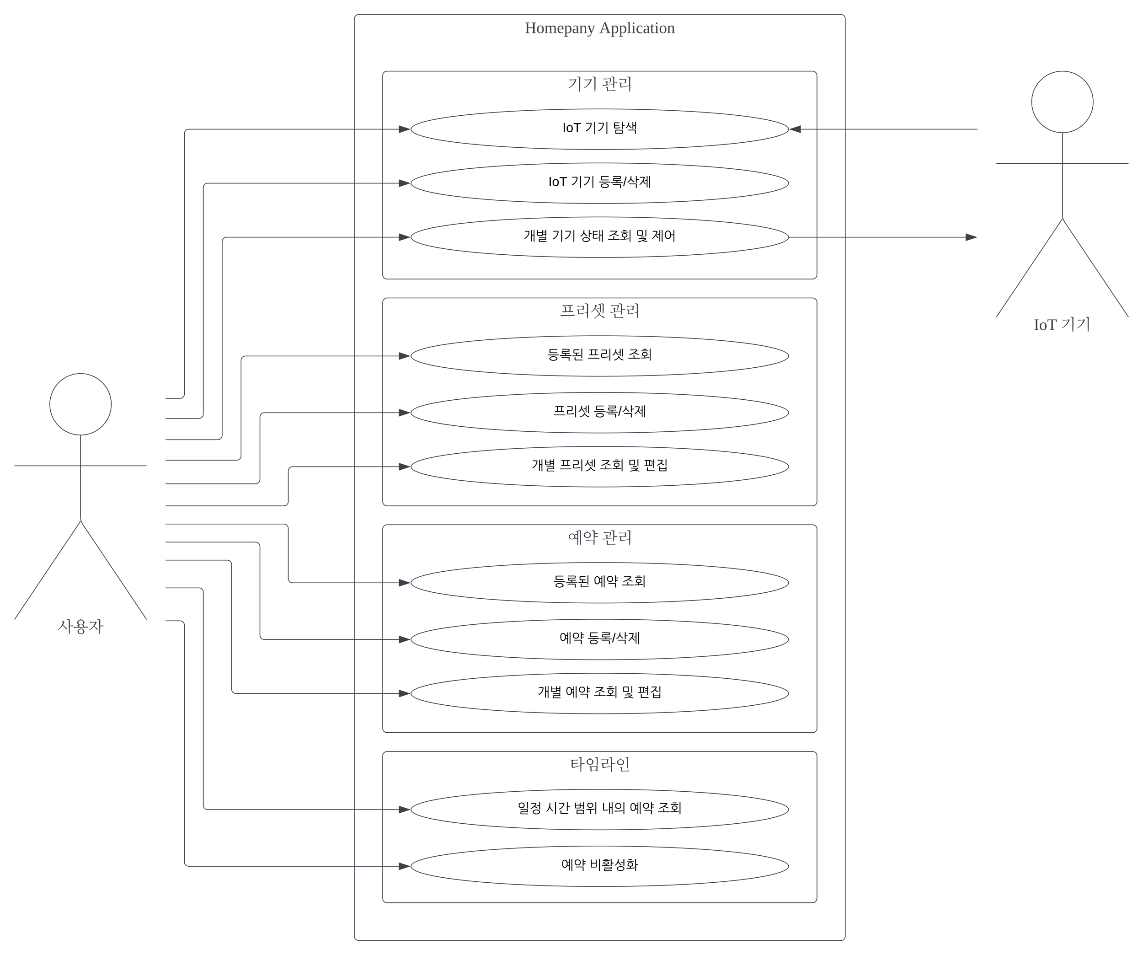 Homepany Application
기기 관리
IoT 기기 탐색
IoT 기기 등록/삭제
개별 기기 상태 조회 및 제어
IoT 기기
프리셋 관리
등록된 프리셋 조회
프리셋 등록/삭제
개별 프리셋 조회 및 편집
사용자
예약 관리
등록된 예약 조회
예약 등록/삭제
개별 예약 조회 및 편집
타임라인
일정 시간 범위 내의 예약 조회
예약 비활성화